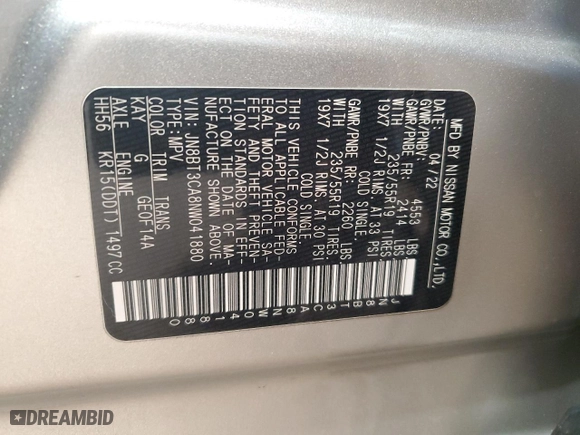 MFD BY NISSAN MOTOR CO.,LTD.
DATE: 04/22
GVWR/PNBV: 4553 LBS
GAWR/PNBE FR: 2414 LBS
WITH 235/55R19 TIRES
19X7 1/2J RIMS AT 33 PSI
COLD SINGLE.
GAWR/PNBE RR: 2260 LBS
WITH 235/55R19 TIRES
19X7 1/2J RIMS AT 30 PSI
COLD SINGLE.
THIS VEHICLE CONFORMS
TO ALL APPLICABLE FED-
ERAL MOTOR VEHICLE SA-
FETY AND THEFT PREVEN-
TION STANDARDS IN EFF-
ECT ON THE DATE OF MA-
NUFACTURE SHOWN ABOVE.
VIN: JN8BT3CA8NW041880
TYPE: MPV
COLOR TRIM TRANS.
KAY G GE0F14A
AXLE ENGINE
HH56 KR15(DDT) 1497CC
JN8BT3CA8NW041880
DREAMBID